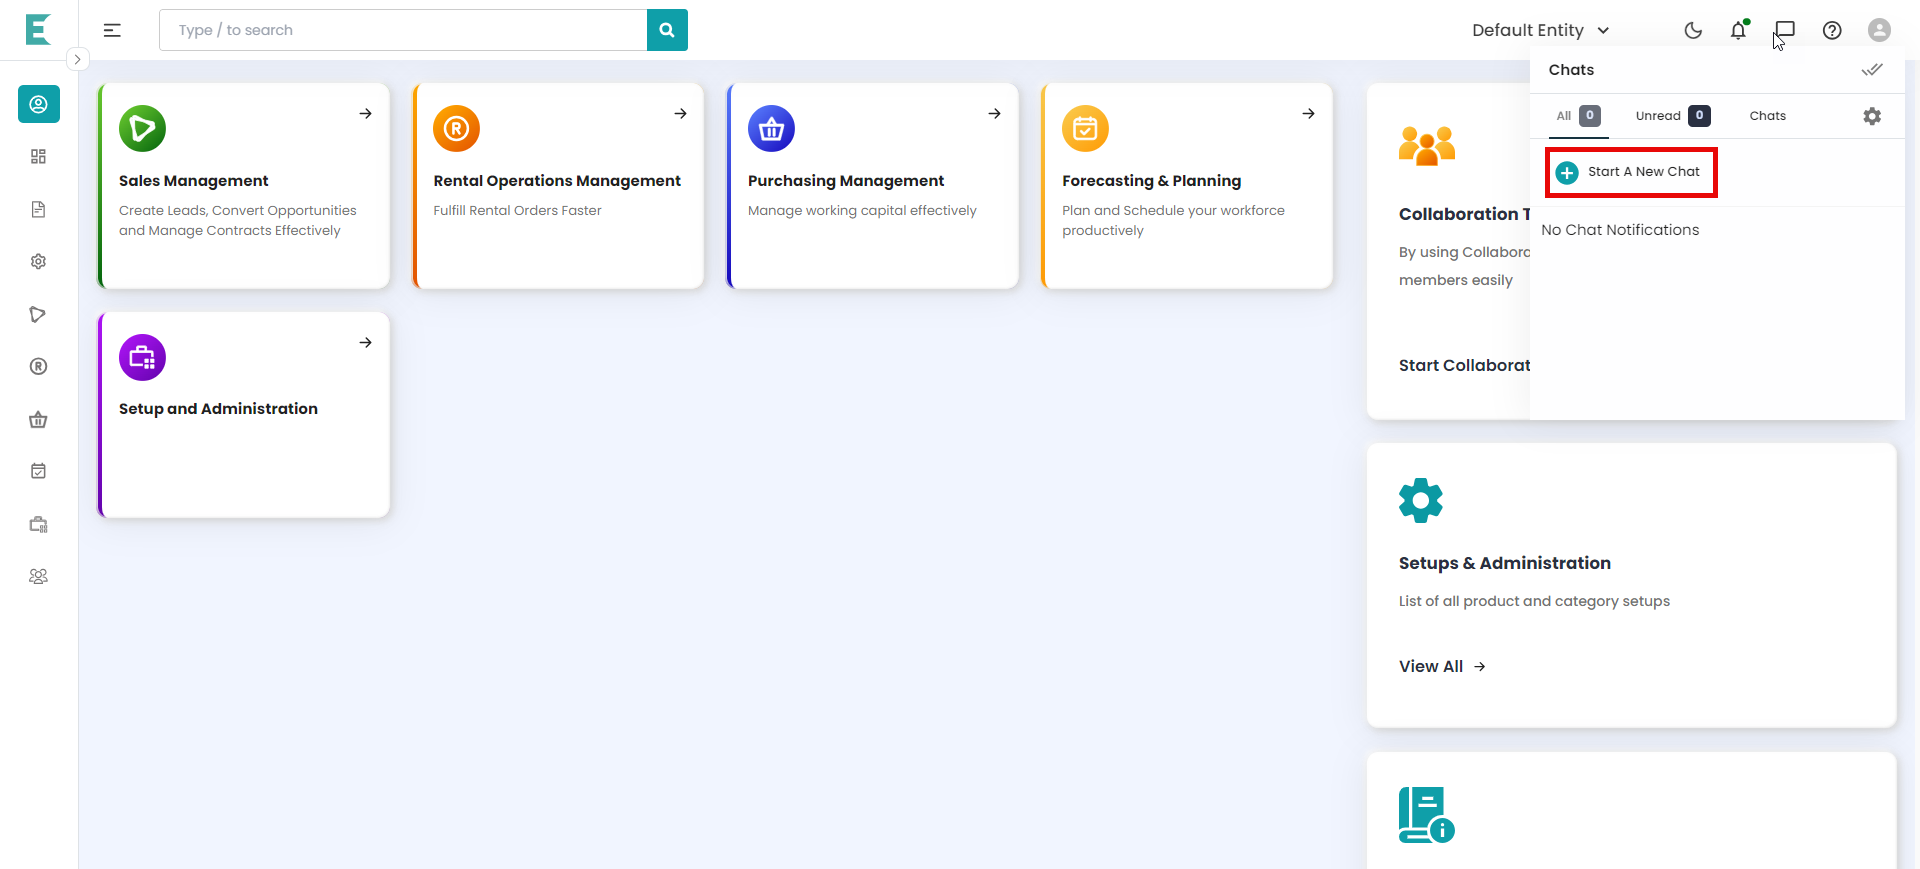 Type / to search
Default Entity
Chats
All 0
Unread 0
Chats
Start A New Chat
No Chat Notifications
Sales Management
Create Leads, Convert Opportunities
and Manage Contracts Effectively
Rental Operations Management
Fulfill Rental Orders Faster
Purchasing Management
Manage working capital effectively
Forecasting & Planning
Plan and Schedule your workforce
productively
Setup and Administration
Collaboration T
By using Collabora
members easily
Start Collaborat
Setups & Administration
List of all product and category setups
View All